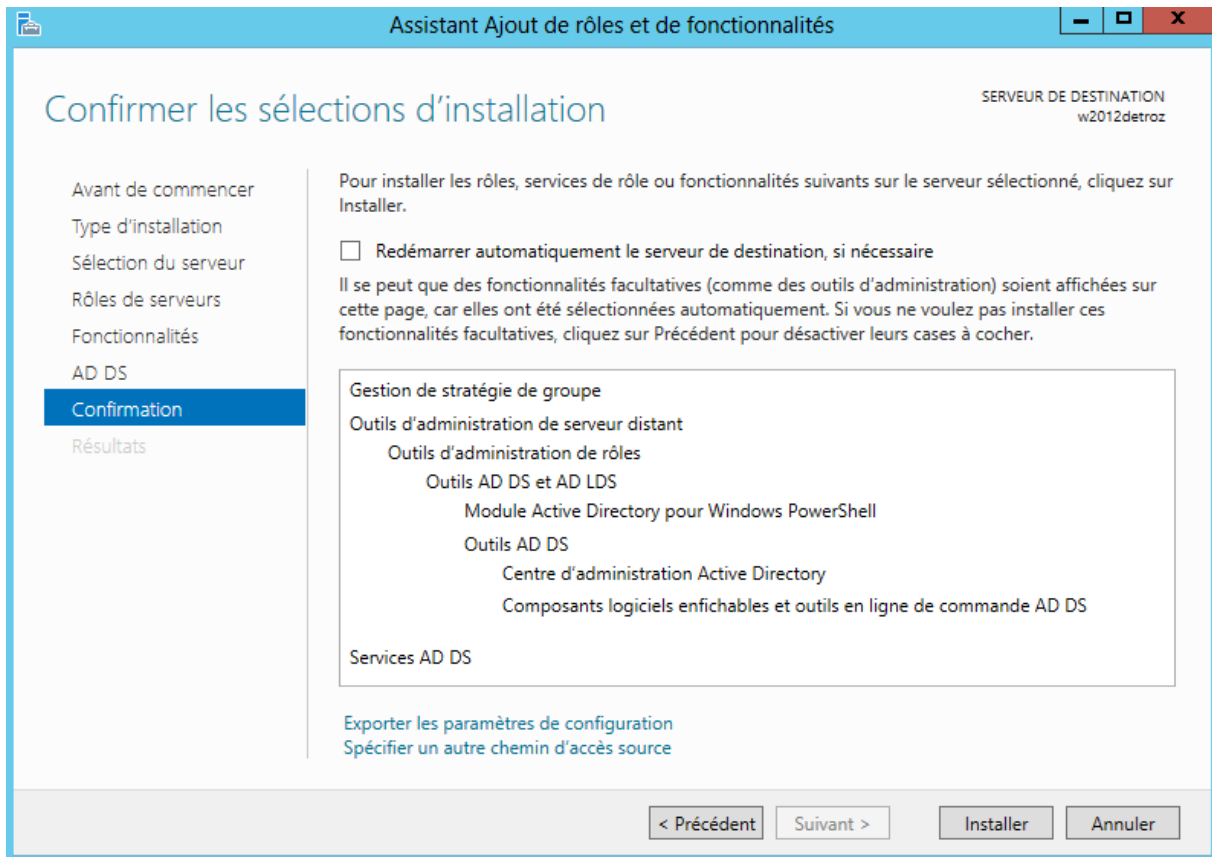 Assistant Ajout de rôles et de fonctionnalités
Confirmer les sélections d'installation
SERVEUR DE DESTINATION
w2012detroz
Avant de commencer
Type d'installation
Sélection du serveur
Rôles de serveurs
Fonctionnalités
AD DS
Confirmation
Résultats
Pour installer les rôles, services de rôle ou fonctionnalités suivants sur le serveur sélectionné, cliquez sur
Installer.
Redémarrer automatiquement le serveur de destination, si nécessaire
Il se peut que des fonctionnalités facultatives (comme des outils d'administration) soient affichées sur
cette page, car elles ont été sélectionnées automatiquement. Si vous ne voulez pas installer ces
fonctionnalités facultatives, cliquez sur Précédent pour désactiver leurs cases à cocher.
Gestion de stratégie de groupe
Outils d'administration de serveur distant
Outils d'administration de rôles
Outils AD DS et AD LDS
Module Active Directory pour Windows PowerShell
Outils AD DS
Centre d'administration Active Directory
Composants logiciels enfichables et outils en ligne de commande AD DS
Services AD DS
Exporter les paramètres de configuration
Spécifier un autre chemin d'accès source
< Précédent
Suivant >
Installer
Annuler